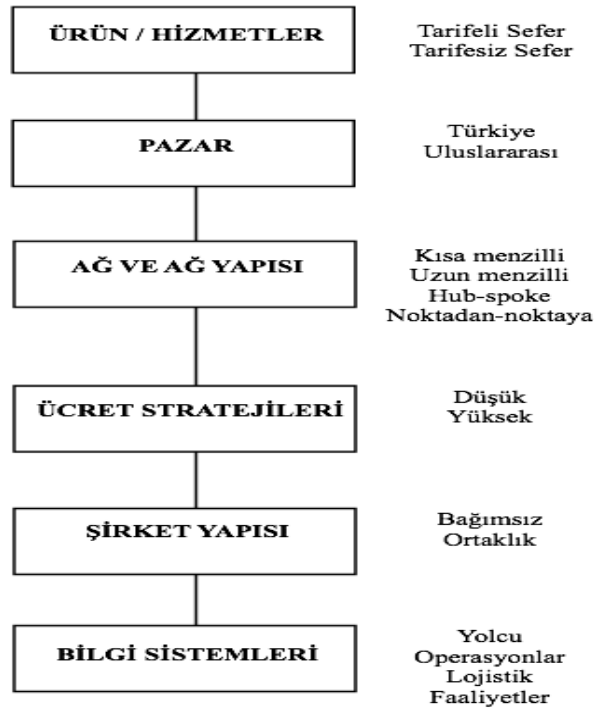 ÜRÜN / HİZMETLER
Tarifeli Sefer
Tarifesiz Sefer
PAZAR
Türkiye
Uluslararası
AĞ VE AĞ YAPISI
Kısa menzilli
Uzun menzilli
Hub-spoke
Noktadan-noktaya
ÜCRET STRATEJİLERİ
Düşük
Yüksek
ŞİRKET YAPISI
Bağımsız
Ortaklık
BİLGİ SİSTEMLERİ
Yolcu
Operasyonlar
Lojistik
Faaliyetler